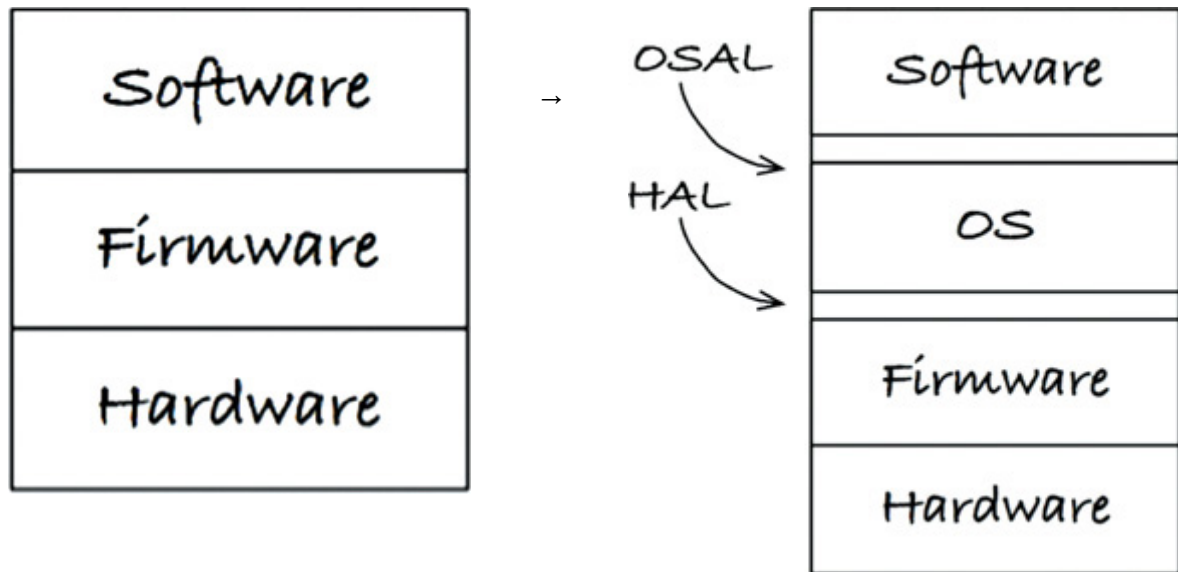 Software
Firmware
Hardware
→
OSAL
HAL
Software
OS
Firmware
Hardware